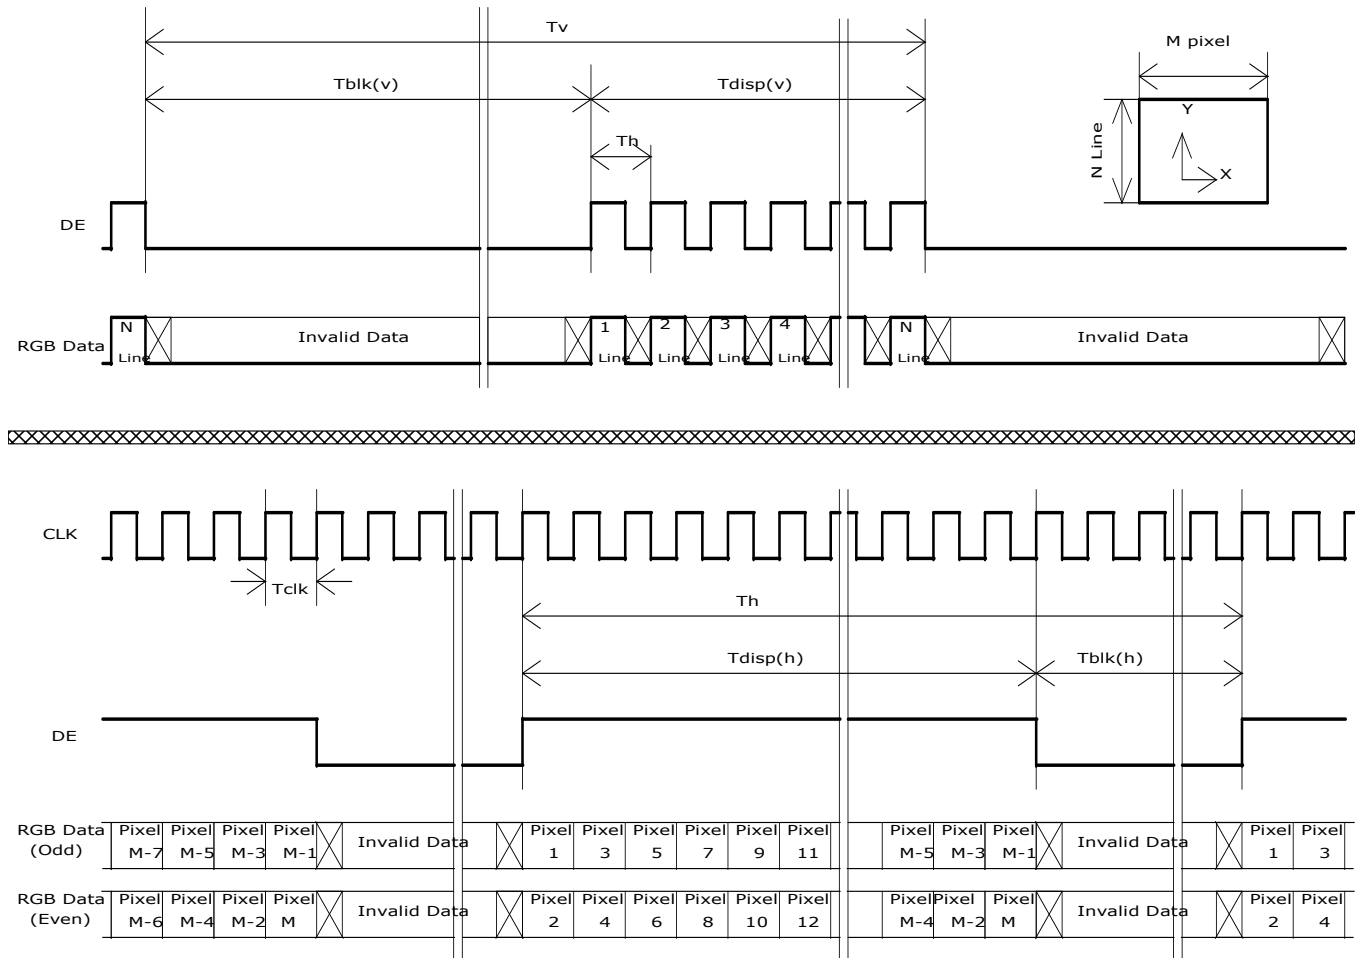 Tv
Tblk(v)
Tdisp(v)
Th
M pixel
N Line
Y
X
DE
RGB Data
N
Line
Invalid Data
1
Line
2
Line
3
Line
4
Line
N
Line
Invalid Data
CLK
Tclk
Th
Tdisp(h)
Tblk(h)
DE
RGB Data
(Odd)
Pixel
M-7
Pixel
M-5
Pixel
M-3
Pixel
M-1
Invalid Data
Pixel
1
Pixel
3
Pixel
5
Pixel
7
Pixel
9
Pixel
11
Pixel
M-5
Pixel
M-3
Pixel
M-1
Invalid Data
Pixel
1
Pixel
3
RGB Data
(Even)
Pixel
M-6
Pixel
M-4
Pixel
M-2
Pixel
M
Invalid Data
Pixel
2
Pixel
4
Pixel
6
Pixel
8
Pixel
10
Pixel
12
Pixel
M-4
Pixel
M-2
Pixel
M
Invalid Data
Pixel
2
Pixel
4